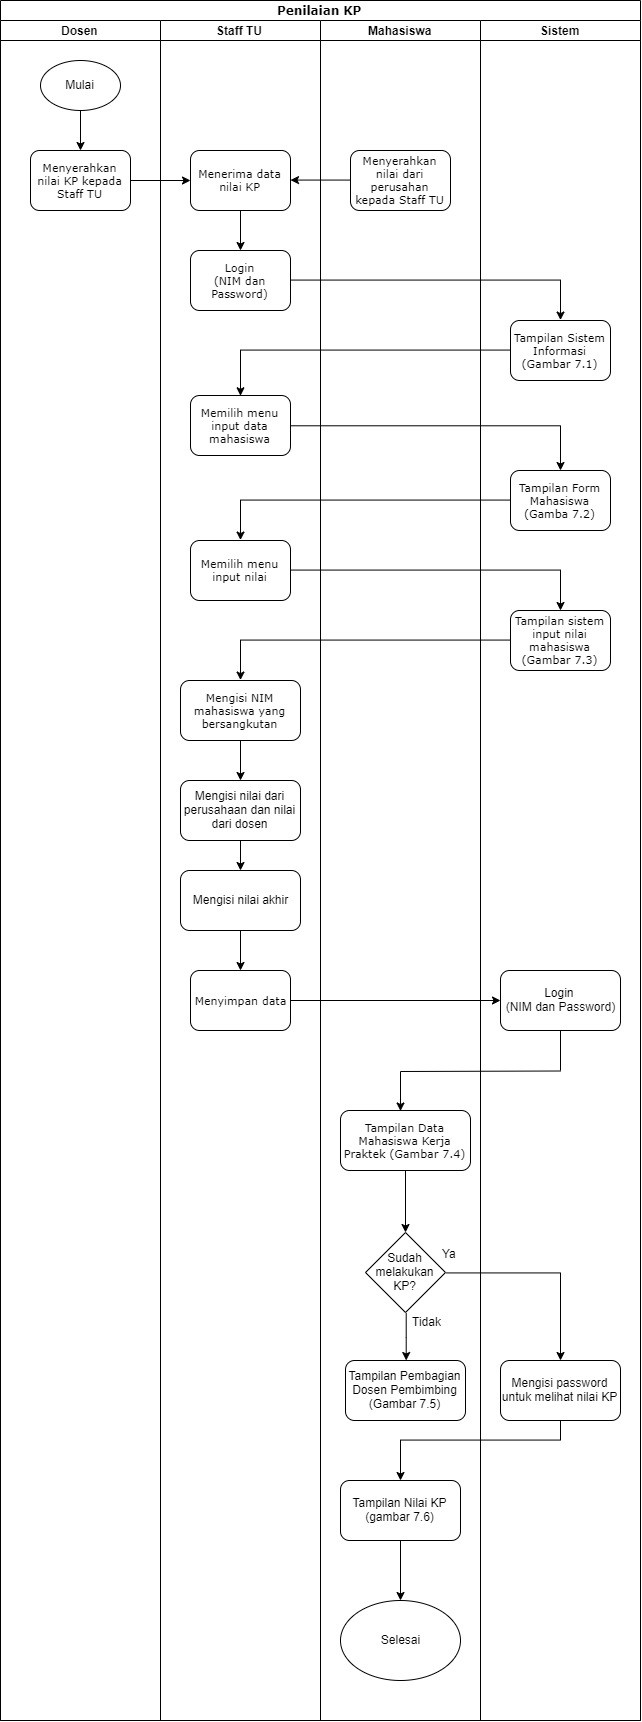 Penilaian KP
Dosen
Staff TU
Mahasiswa
Sistem
Mulai
Menyerahkan
nilai KP kepada
Staff TU
Menerima data
nilai KP
Menyerahkan
nilai dari
perusahan
kepada Staff TU
Login
(NIM dan
Password)
Tampilan Sistem
Informasi
(Gambar 7.1)
Memilih menu
input data
mahasiswa
Tampilan Form
Mahasiswa
(Gamba 7.2)
Memilih menu
input nilai
Tampilan sistem
input nilai
mahasiswa
(Gambar 7.3)
Mengisi NIM
mahasiswa yang
bersangkutan
Mengisi nilai dari
perusahaan dan nilai
dari dosen
Mengisi nilai akhir
Menyimpan data
Login
(NIM dan Password)
Tampilan Data
Mahasiswa Kerja
Praktek (Gambar 7.4)
Sudah
melakukan
KP?
Ya
Tidak
Tampilan Pembagian
Dosen Pembimbing
(Gambar 7.5)
Mengisi password
untuk melihat nilai KP
Tampilan Nilai KP
(gambar 7.6)
Selesai